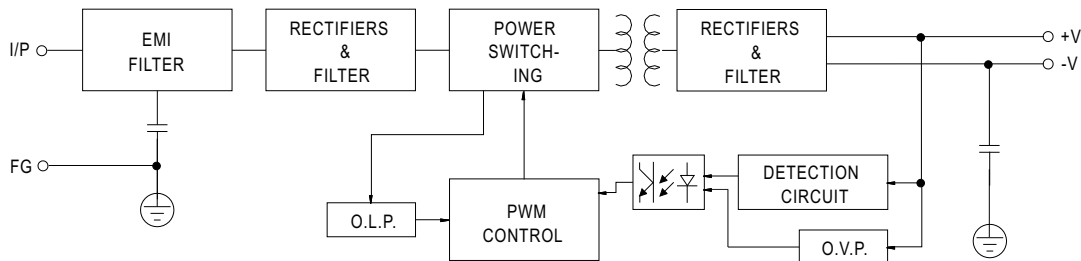 I/P
EMI
FILTER
RECTIFIERS
&
FILTER
POWER
SWITCH-
ING
RECTIFIERS
&
FILTER
+V
-V
FG
O.L.P.
PWM
CONTROL
DETECTION
CIRCUIT
O.V.P.